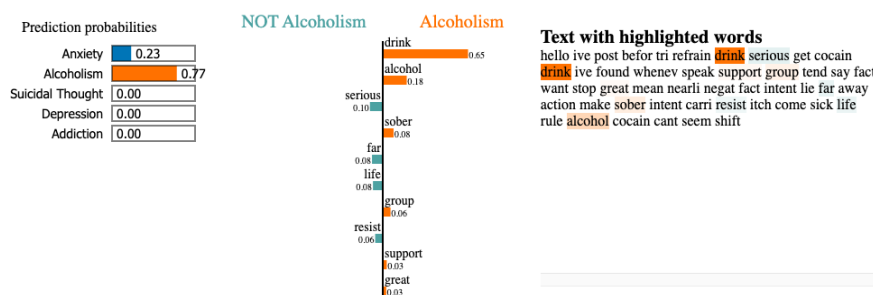 Prediction probabilities
Anxiety 0.23
Alcoholism 0.77
Suicidal Thought 0.00
Depression 0.00
Addiction 0.00
NOT Alcoholism Alcoholism
drink
0.65
alcohol
0.18
serious
0.10
sober
0.08
far
0.08
life
0.08
group
0.06
resist
0.06
support
0.03
great
0.03
Text with highlighted words
hello ive post befor tri refrain drink serious get cocain
drink ive found whenev speak support group tend say fact
want stop great mean nearli negat fact intent lie far away
action make sober intent carri resist itch come sick life
rule alcohol cocain cant seem shift